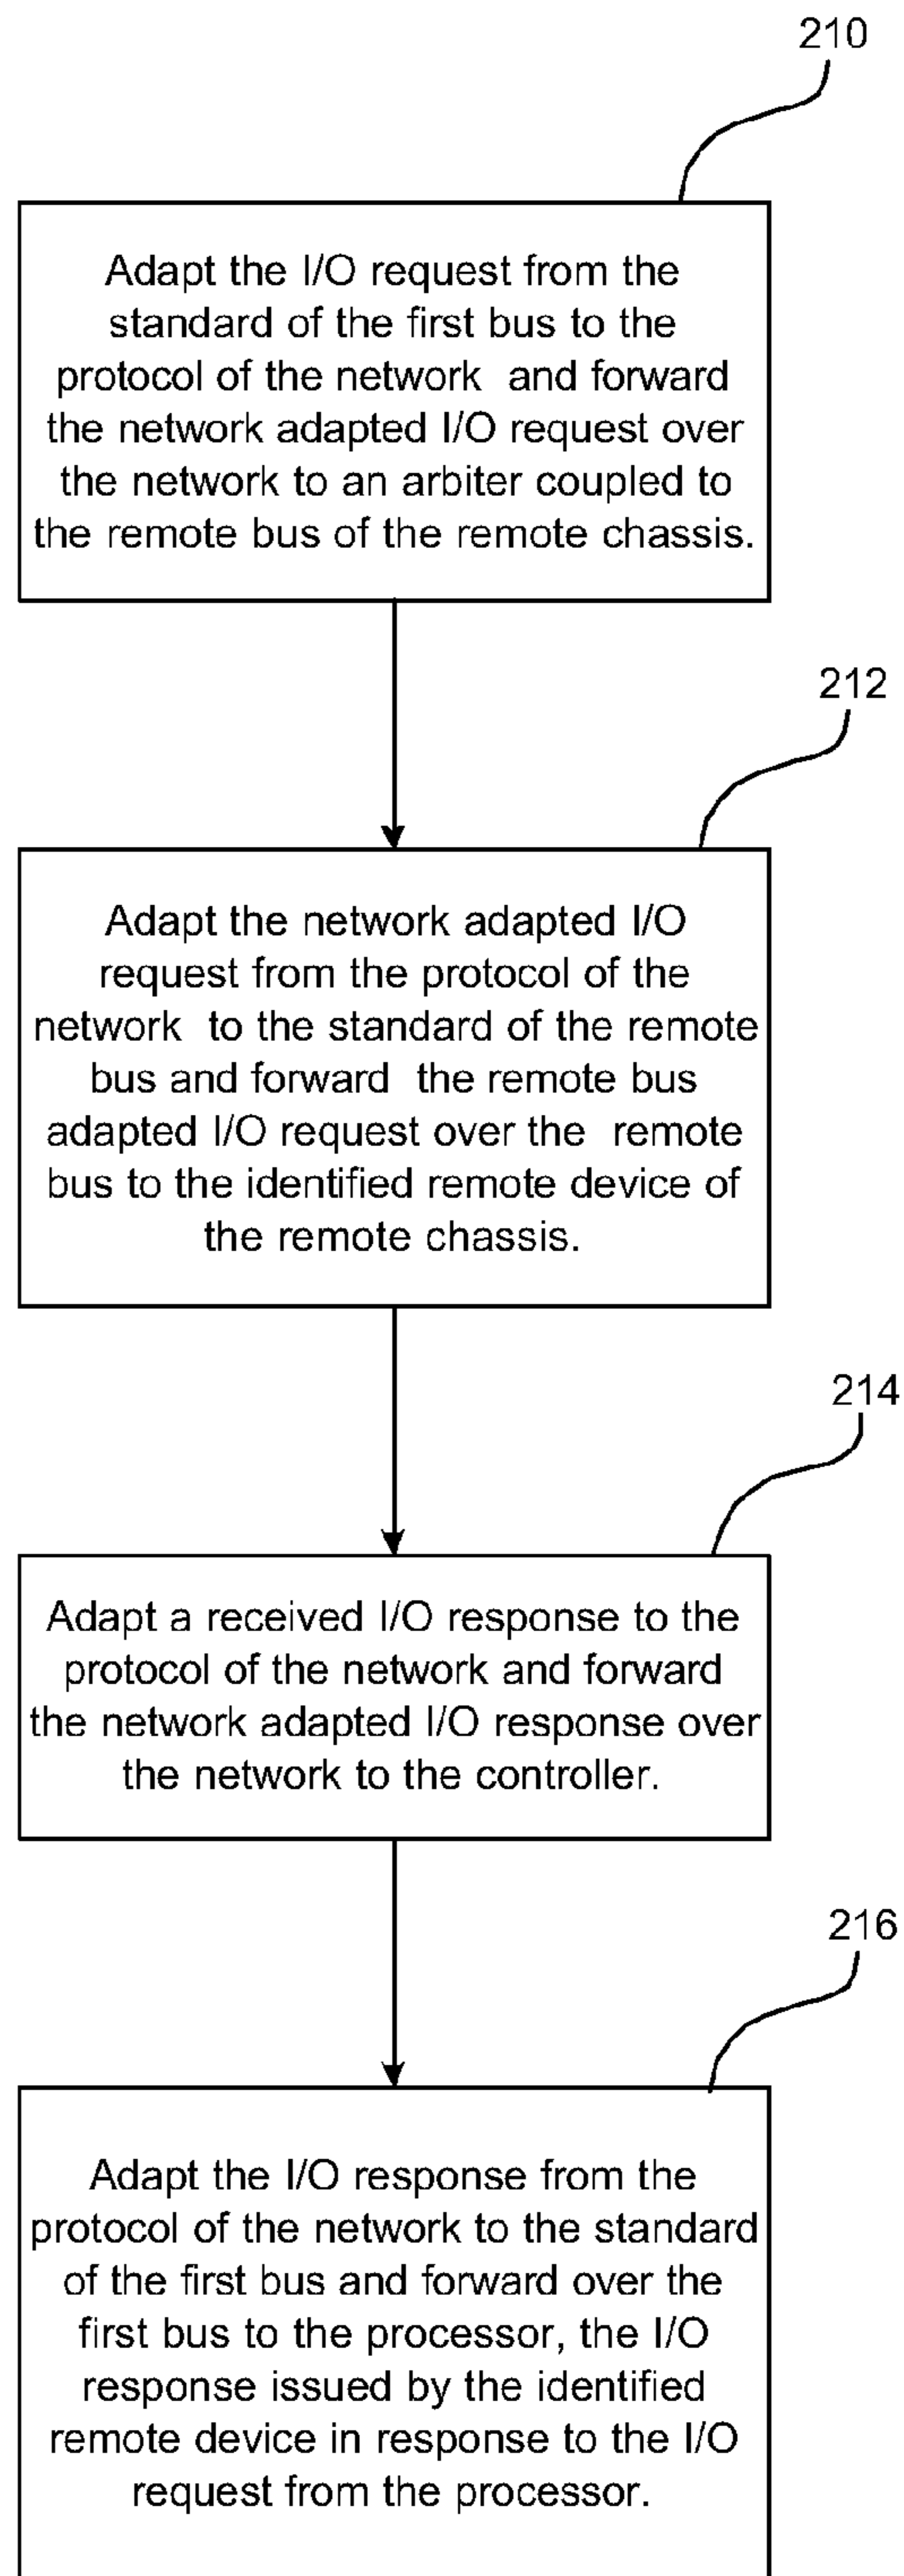 210
Adapt the I/O request from the
standard of the first bus to the
protocol of the network and forward
the network adapted I/O request over
the network to an arbiter coupled to
the remote bus of the remote chassis.
212
Adapt the network adapted I/O
request from the protocol of the
network to the standard of the remote
bus and forward the remote bus
adapted I/O request over the remote
bus to the identified remote device of
the remote chassis.
214
Adapt a received I/O response to the
protocol of the network and forward
the network adapted I/O response over
the network to the controller.
216
Adapt the I/O response from the
protocol of the network to the standard
of the first bus and forward over the
first bus to the processor, the I/O
response issued by the identified
remote device in response to the I/O
request from the processor.